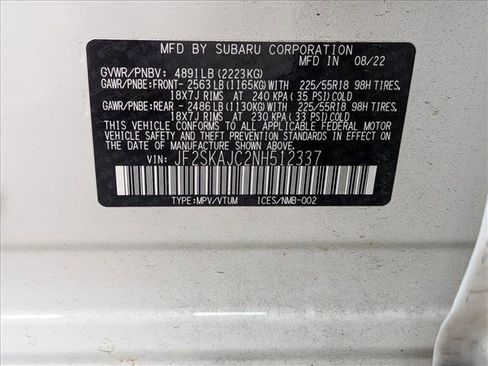 MFD BY SUBARU CORPORATION
MFD IN 08/22
GVWR/PNBV: 4891LB(2223KG)
GAWR/PNBE:FRONT- 2563LB(1165KG)WITH 225/55R18 98H TIRES,
18X7J RIMS AT 240 KPA(35 PSI)COLD
GAWR/PNBE:REAR - 2486LB(1130KG)WITH 225/55R18 98H TIRES,
18X7J RIMS AT 230 KPA(33 PSI)COLD
THIS VEHICLE CONFORMS TO ALL APPLICABLE FEDERAL MOTOR
VEHICLE SAFETY, BUMPER, AND THEFT PREVENTION STANDARDS IN EFFECT
ON THE DATE OF MANUFACTURE SHOWN ABOVE.
VIN: JF2SKAJC2NH512337
TYPE:MPV/VTUM ICES/NMB-002